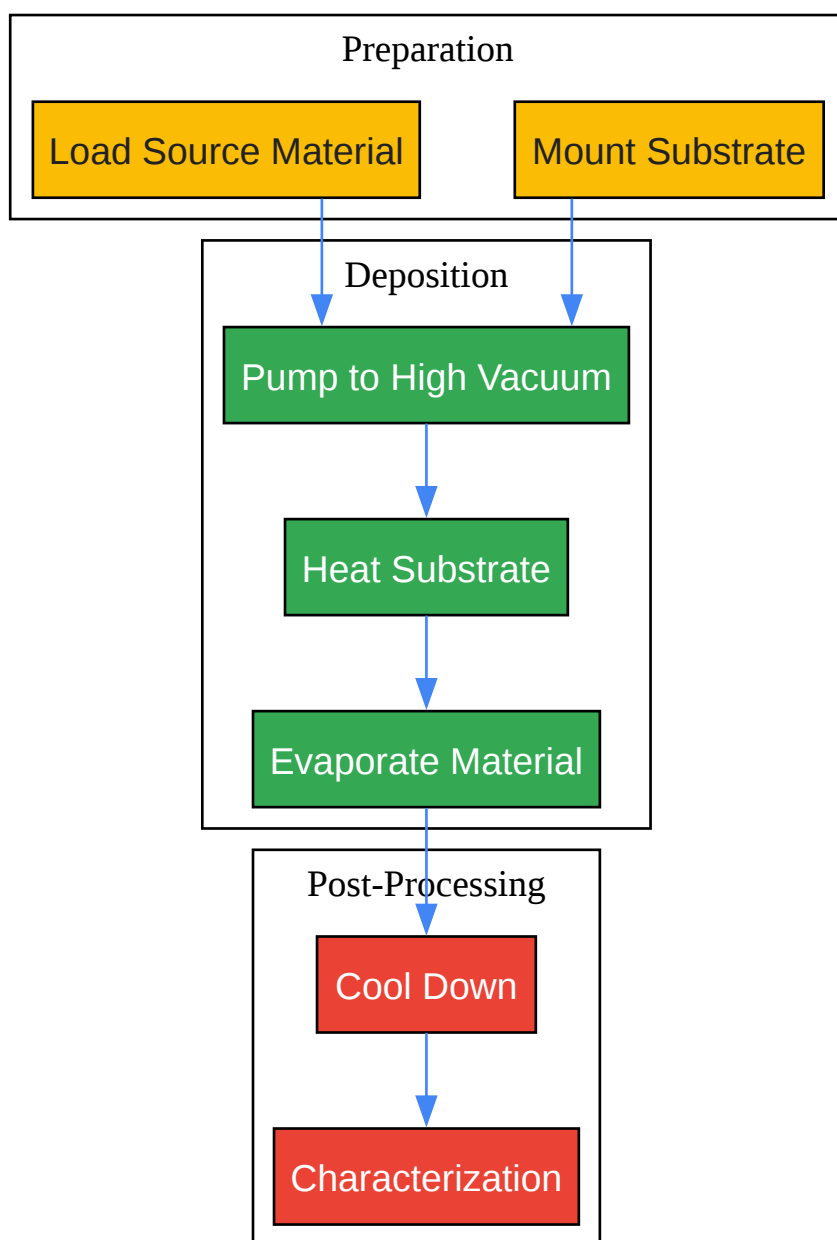 Preparation
Load Source Material
Mount Substrate
Deposition
Pump to High Vacuum
Heat Substrate
Evaporate Material
Post-Processing
Cool Down
Characterization